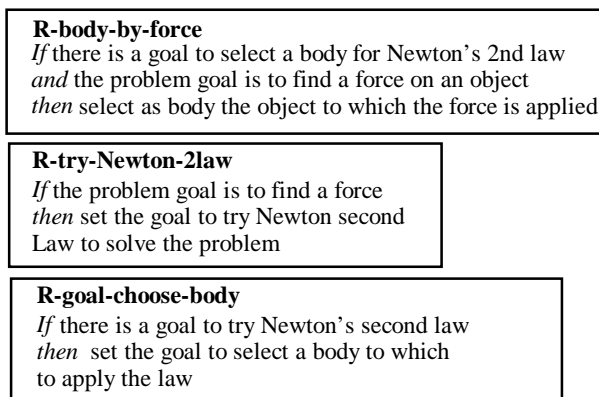 R-body-by-force
If there is a goal to select a body for Newton's 2nd law
and the problem goal is to find a force on an object
then select as body the object to which the force is applied
R-try-Newton-2law
If the problem goal is to find a force
then set the goal to try Newton second
Law to solve the problem
R-goal-choose-body
If there is a goal to try Newton's second law
then set the goal to select a body to which
to apply the law